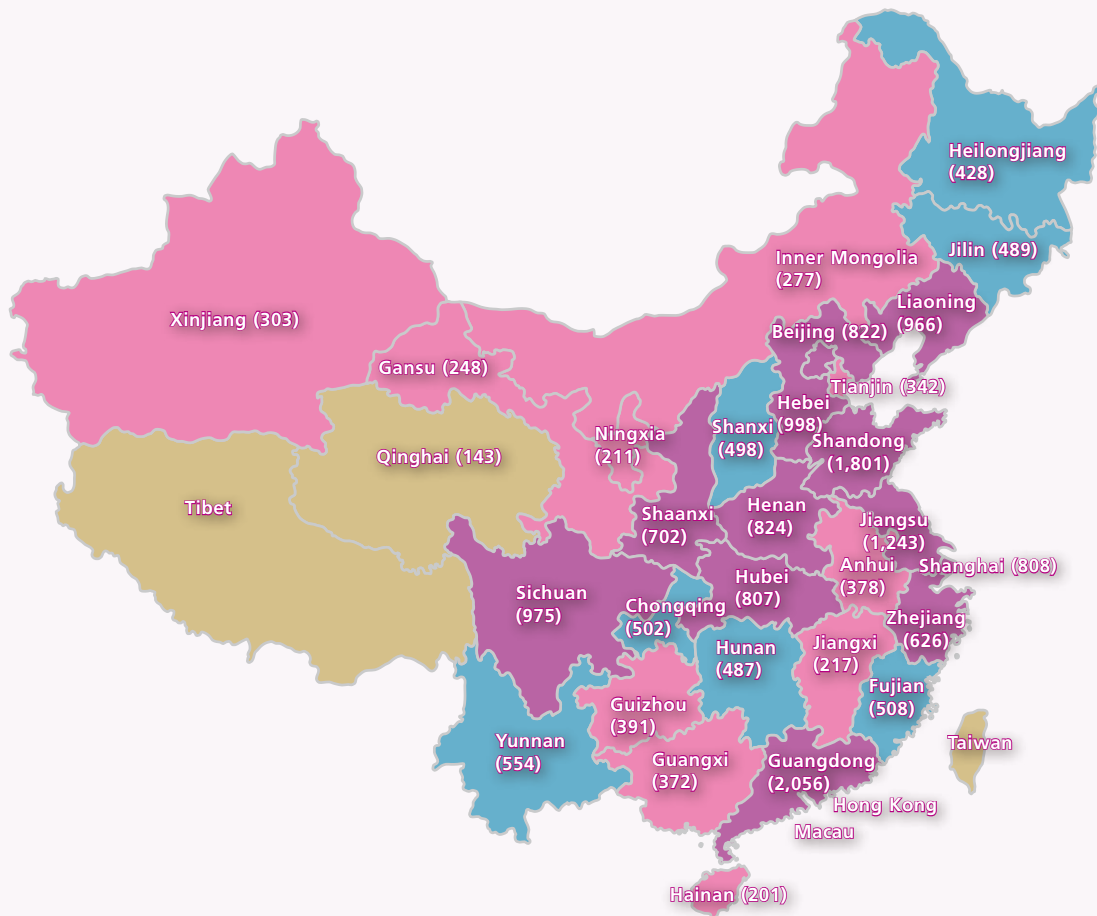 Heilongjiang
(428)
Jilin (489)
Inner Mongolia
(277)
Liaoning
(966)
Xinjiang (303)
Beijing (822)
Gansu (248)
Tianjin (342)
Hebei
(998)
Shanxi
(498)
Ningxia
(211)
Shandong
(1,801)
Qinghai (143)
Tibet
Shaanxi
(702)
Henan
(824)
Jiangsu
(1,243)
Anhui
(378)
Shanghai (808)
Sichuan
(975)
Chongqing
(502)
Hubei
(807)
Zhejiang
(626)
Hunan
(487)
Jiangxi
(217)
Fujian
(508)
Guizhou
(391)
Yunnan
(554)
Guangxi
(372)
Guangdong
(2,056)
Taiwan
Hong Kong
Macau
Hainan (201)